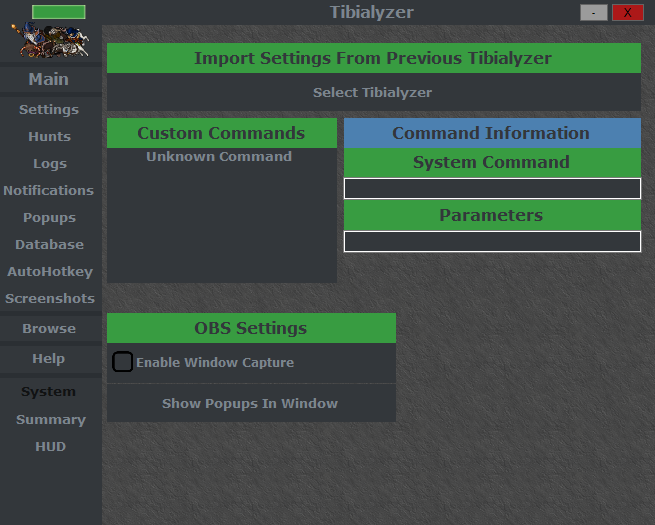 Tibialyzer
-
X
Main
Settings
Hunts
Logs
Notifications
Popups
Database
AutoHotkey
Screenshots
Browse
Help
System
Summary
HUD
Import Settings From Previous Tibialyzer
Select Tibialyzer
Custom Commands
Unknown Command
Command Information
System Command
Parameters
OBS Settings
Enable Window Capture
Show Popups In Window